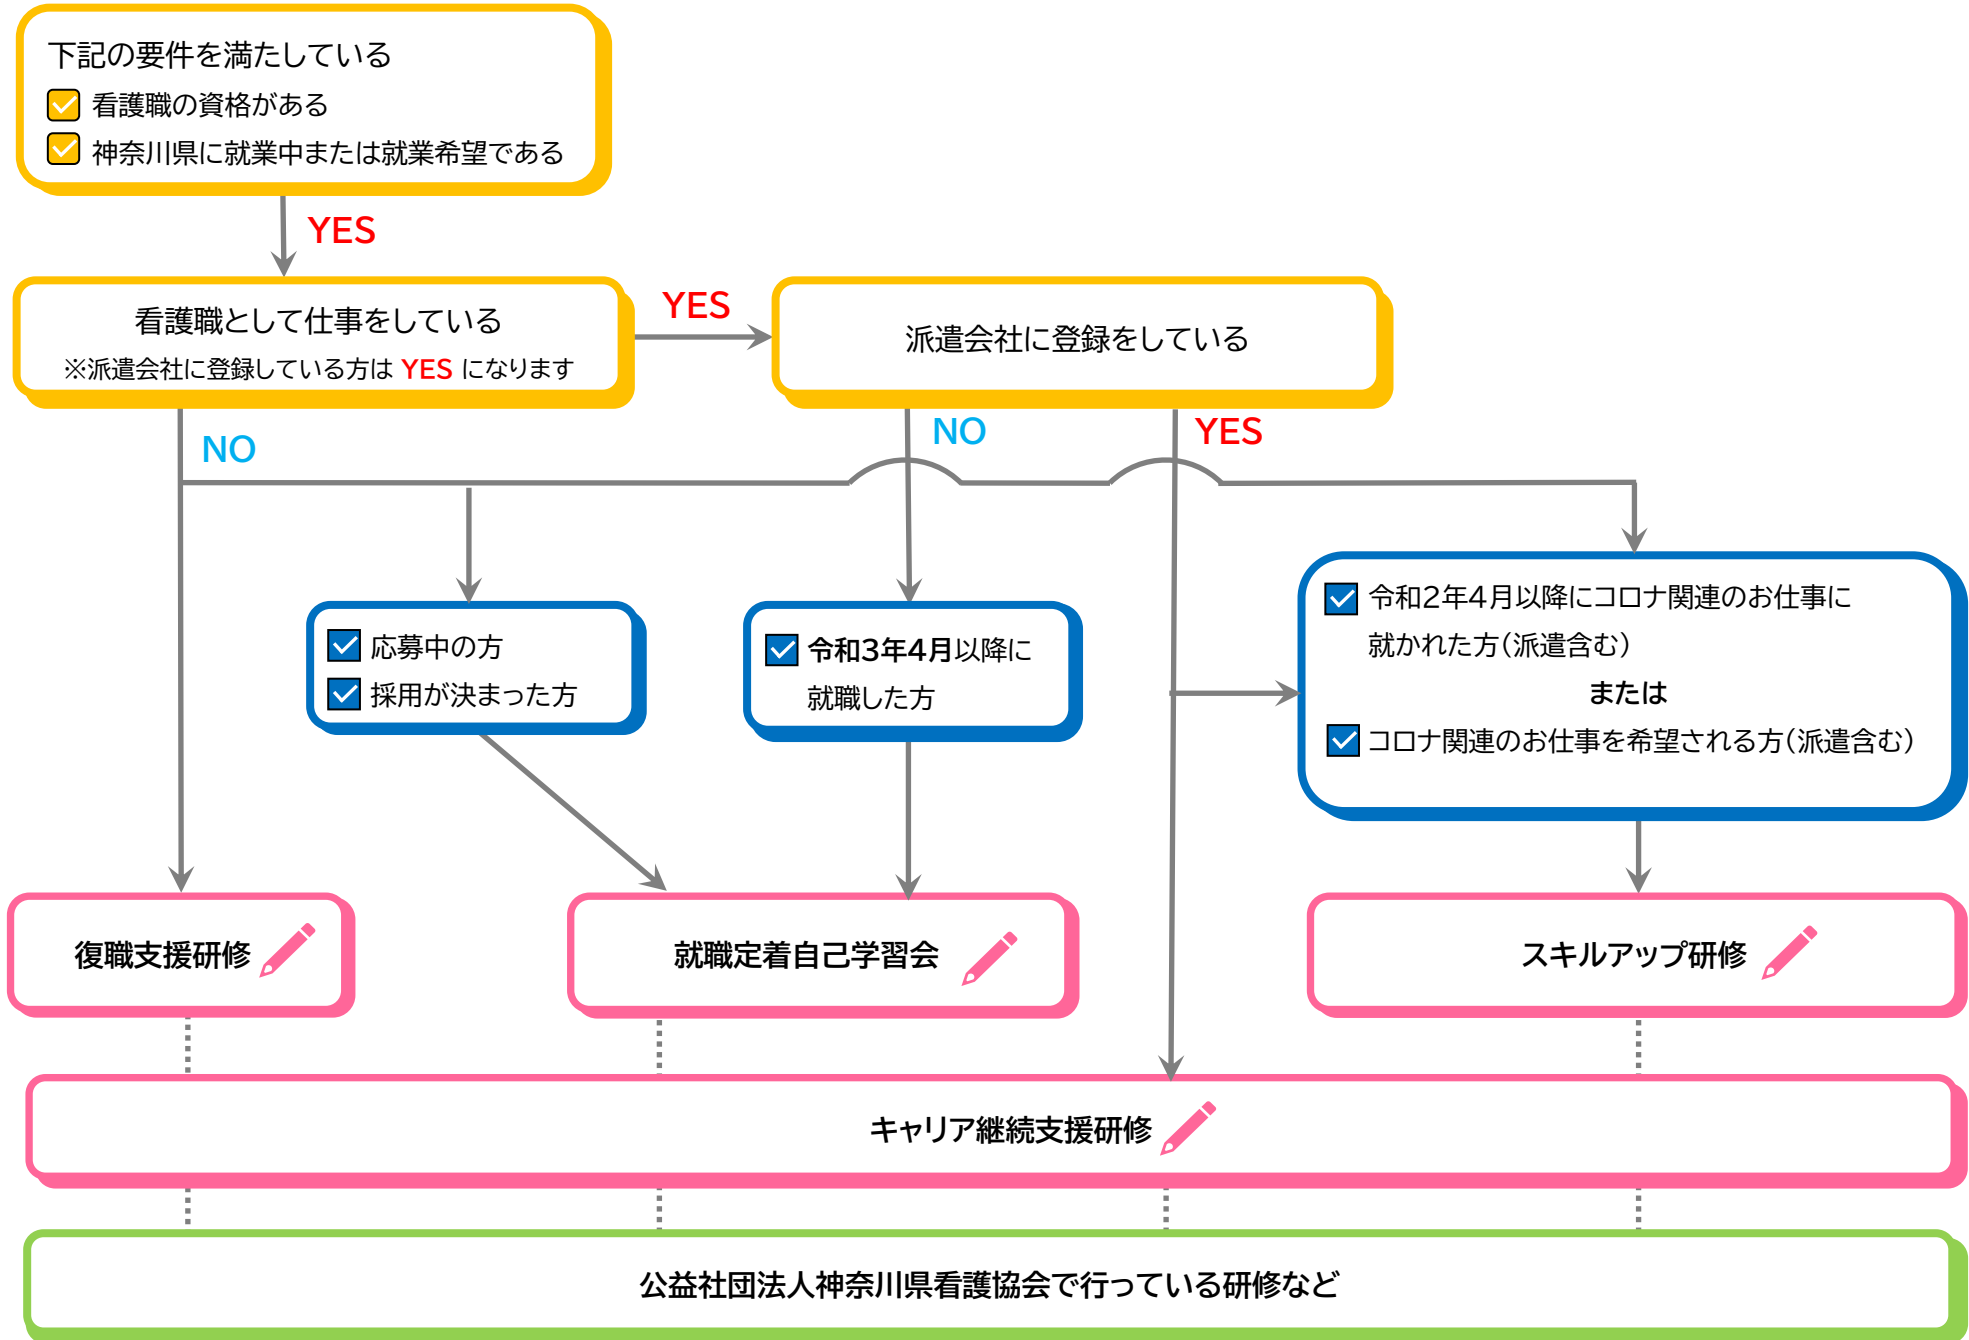 下記の要件を満たしている
看護職の資格がある
神奈川県に就業中または就業希望である
YES
看護職として仕事をしている
※派遣会社に登録している方は YES になります
YES
派遣会社に登録をしている
NO
NO
YES
応募中の方
採用が決まった方
令和3年4月以降に
就職した方
令和2年4月以降にコロナ関連のお仕事に
就かれた方(派遣含む)
または
コロナ関連のお仕事を希望される方(派遣含む)
復職支援研修
就職定着自己学習会
スキルアップ研修
キャリア継続支援研修
公益社団法人神奈川県看護協会で行っている研修など